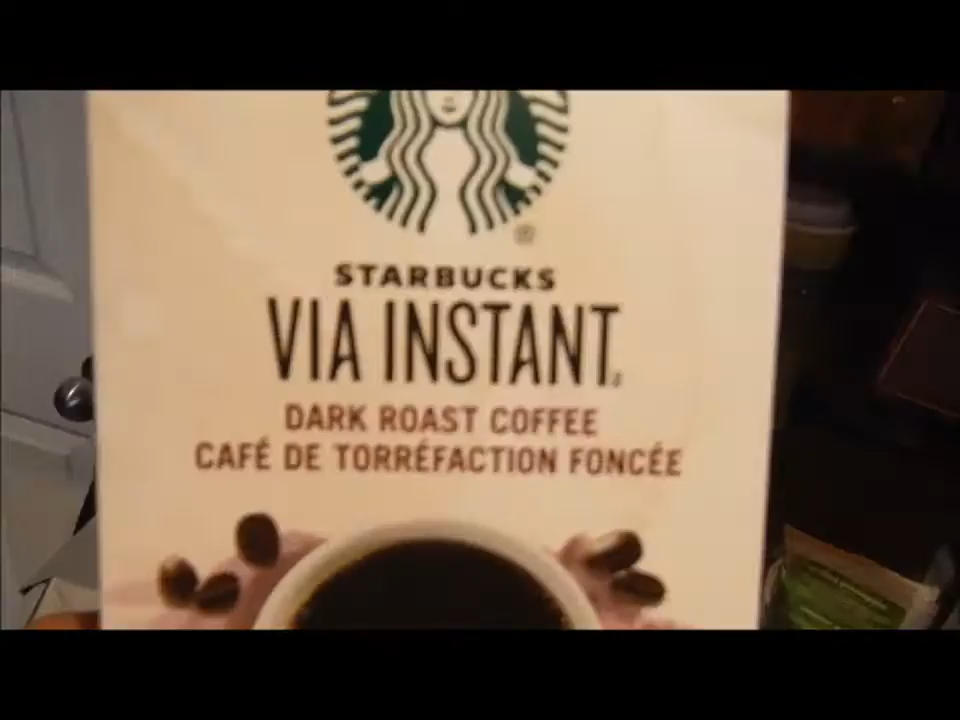 STARBUCKS
VIA INSTANT®
DARK ROAST COFFEE
CAFÉ DE TORRÉFACTION FONCÉE